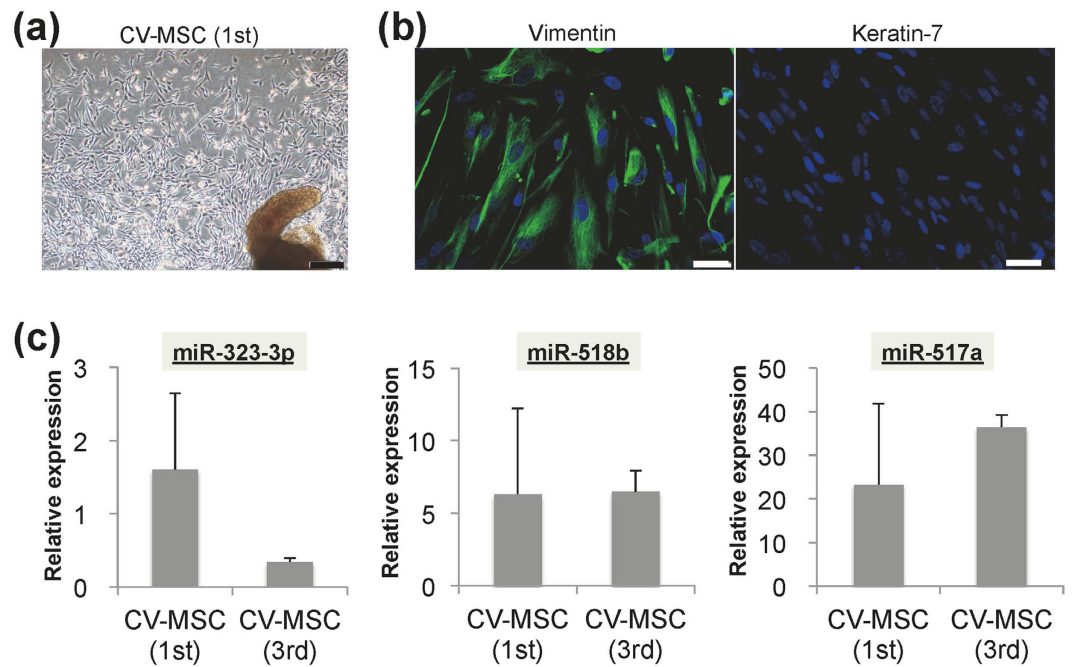 (a)
CV-MSC (1st)
(b)
Vimentin
Keratin-7
(c)
miR-323-3p
Relative expression
3
2
1
0
CV-MSC
(1st)
CV-MSC
(3rd)
miR-518b
Relative expression
15
10
5
0
CV-MSC
(1st)
CV-MSC
(3rd)
miR-517a
Relative expression
50
40
30
20
10
0
CV-MSC
(1st)
CV-MSC
(3rd)